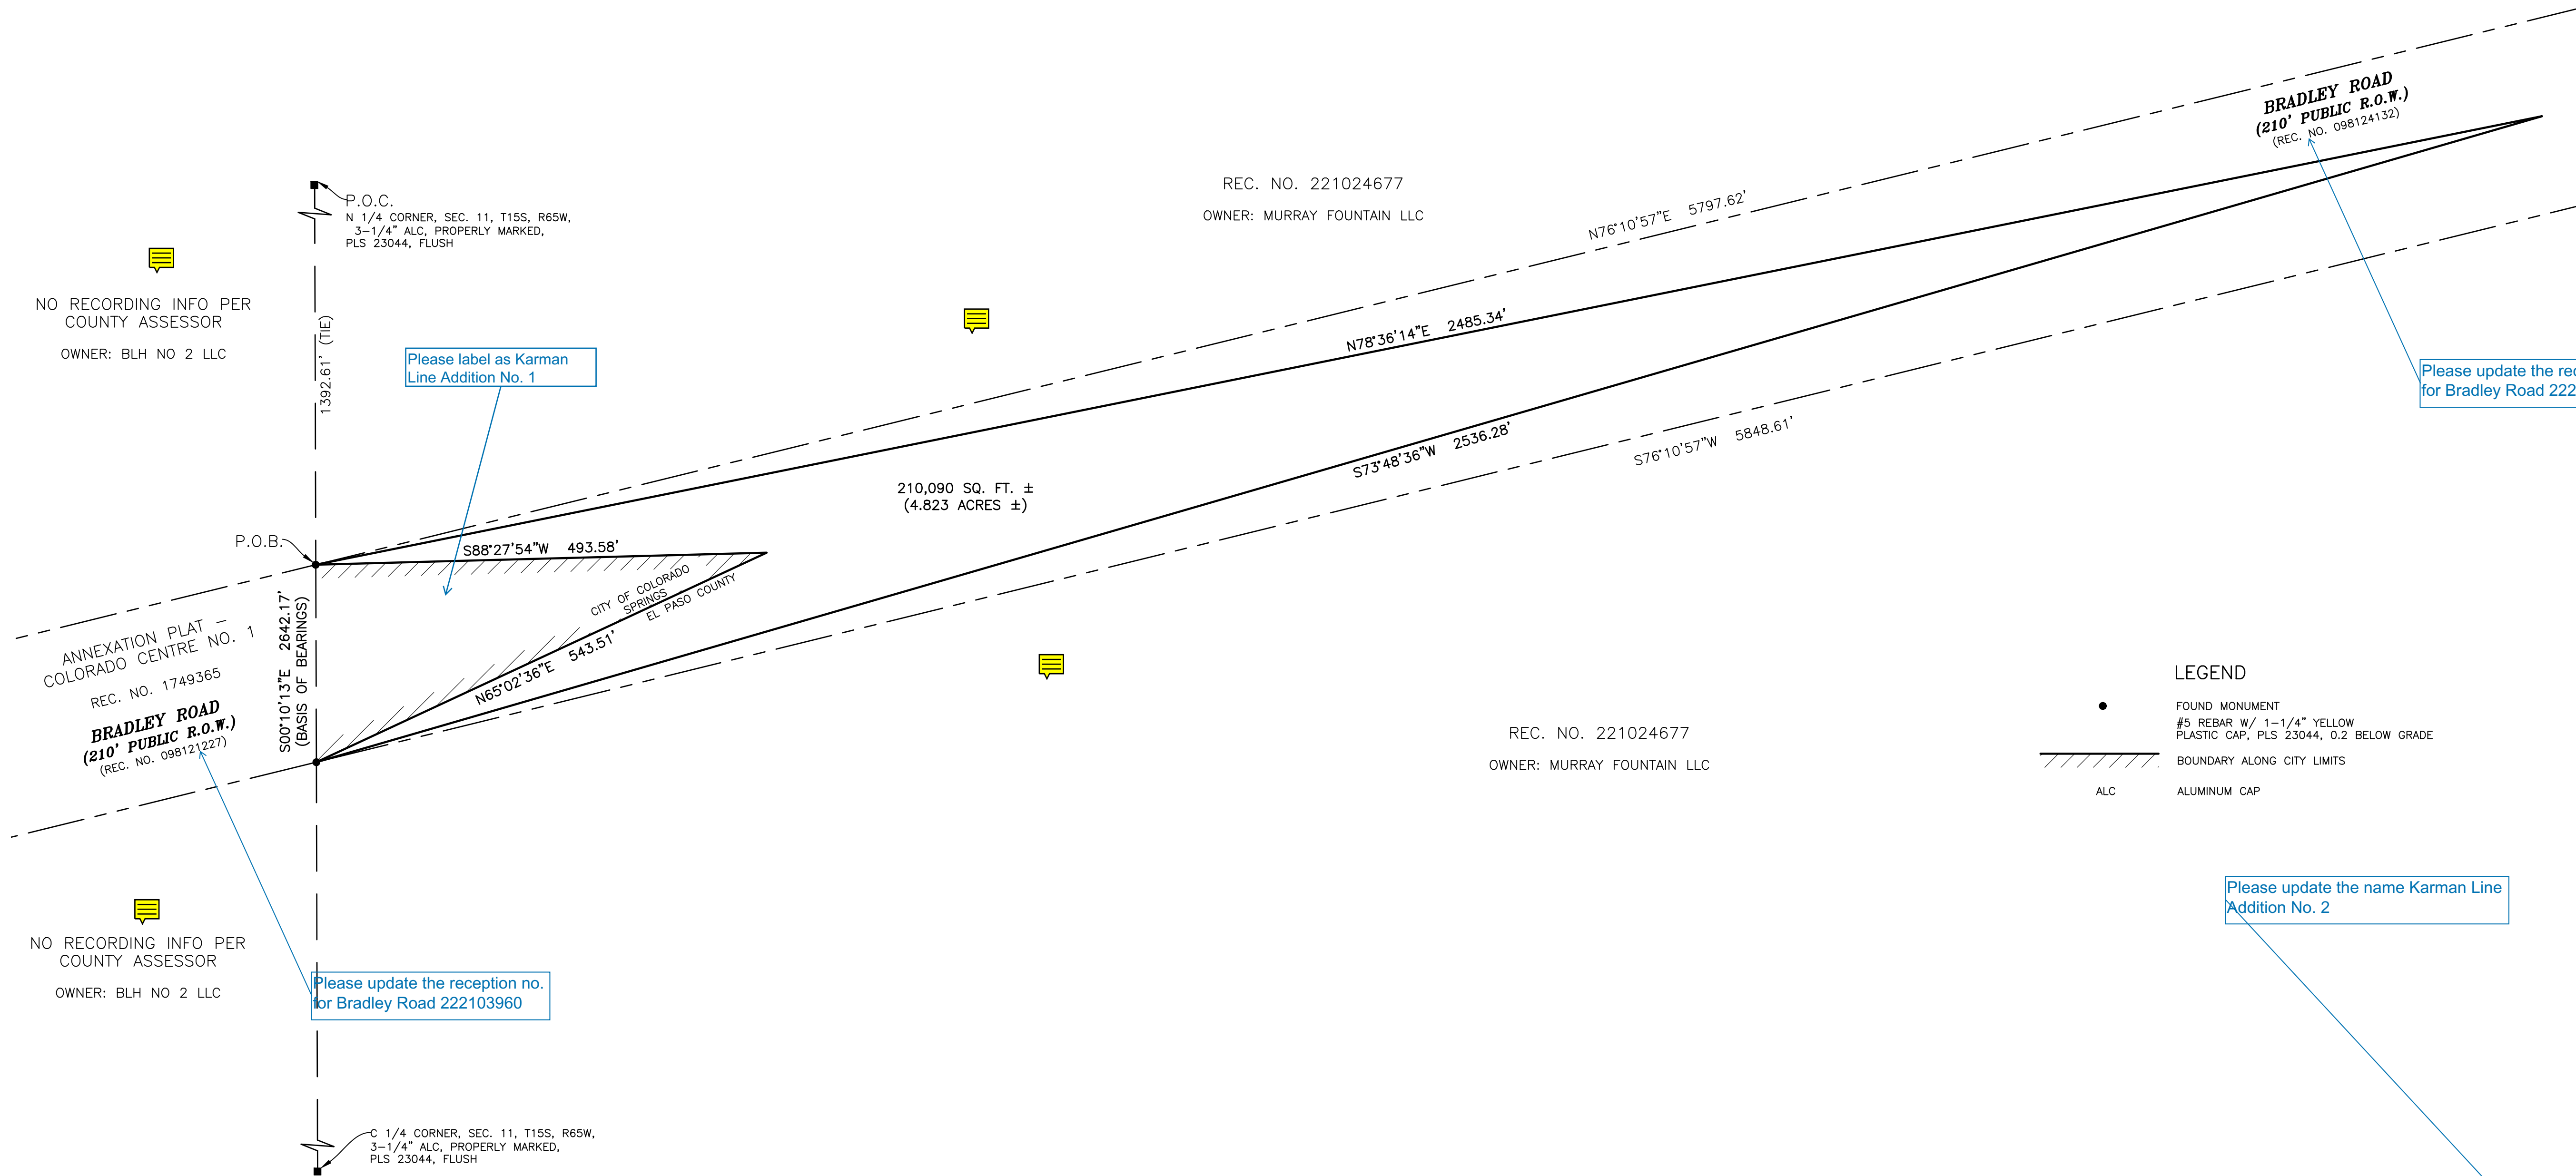 BRADLEY ROAD
(210' PUBLIC R.O.W.)
(REC. NO. 098124132)
P.O.C.
N 1/4 CORNER, SEC. 11, T15S, R65W,
3-1/4" ALC, PROPERLY MARKED,
PLS 23044, FLUSH
REC. NO. 221024677
OWNER: MURRAY FOUNTAIN LLC
N76°10'57"E 5797.62'
NO RECORDING INFO PER
COUNTY ASSESSOR
OWNER: BLH NO 2 LLC
1392.61' (TIE)
Please label as Karman
Line Addition No. 1
N78°36'14"E 2485.34'
Please update the rec
for Bradley Road 222
S73°48'36"W 2536.28'
S76°10'57"W 5848.61'
210,090 SQ. FT. ±
(4.823 ACRES ±)
P.O.B.
S88°27'54"W 493.58'
CITY OF COLORADO
SPRINGS
EL PASO COUNTY
N65°02'36"E 543.51'
S00°10'13"E 2642.17'
(BASIS OF BEARINGS)
ANNEXATION PLAT –
COLORADO CENTRE NO. 1
REC. NO. 1749365
BRADLEY ROAD
(210' PUBLIC R.O.W.)
(REC. NO. 098121227)
REC. NO. 221024677
OWNER: MURRAY FOUNTAIN LLC
LEGEND
FOUND MONUMENT
#5 REBAR W/ 1-1/4" YELLOW
PLASTIC CAP, PLS 23044, 0.2 BELOW GRADE
BOUNDARY ALONG CITY LIMITS
ALC ALUMINUM CAP
Please update the name Karman Line
Addition No. 2
NO RECORDING INFO PER
COUNTY ASSESSOR
OWNER: BLH NO 2 LLC
Please update the reception no.
for Bradley Road 222103960
C 1/4 CORNER, SEC. 11, T15S, R65W,
3-1/4" ALC, PROPERLY MARKED,
PLS 23044, FLUSH